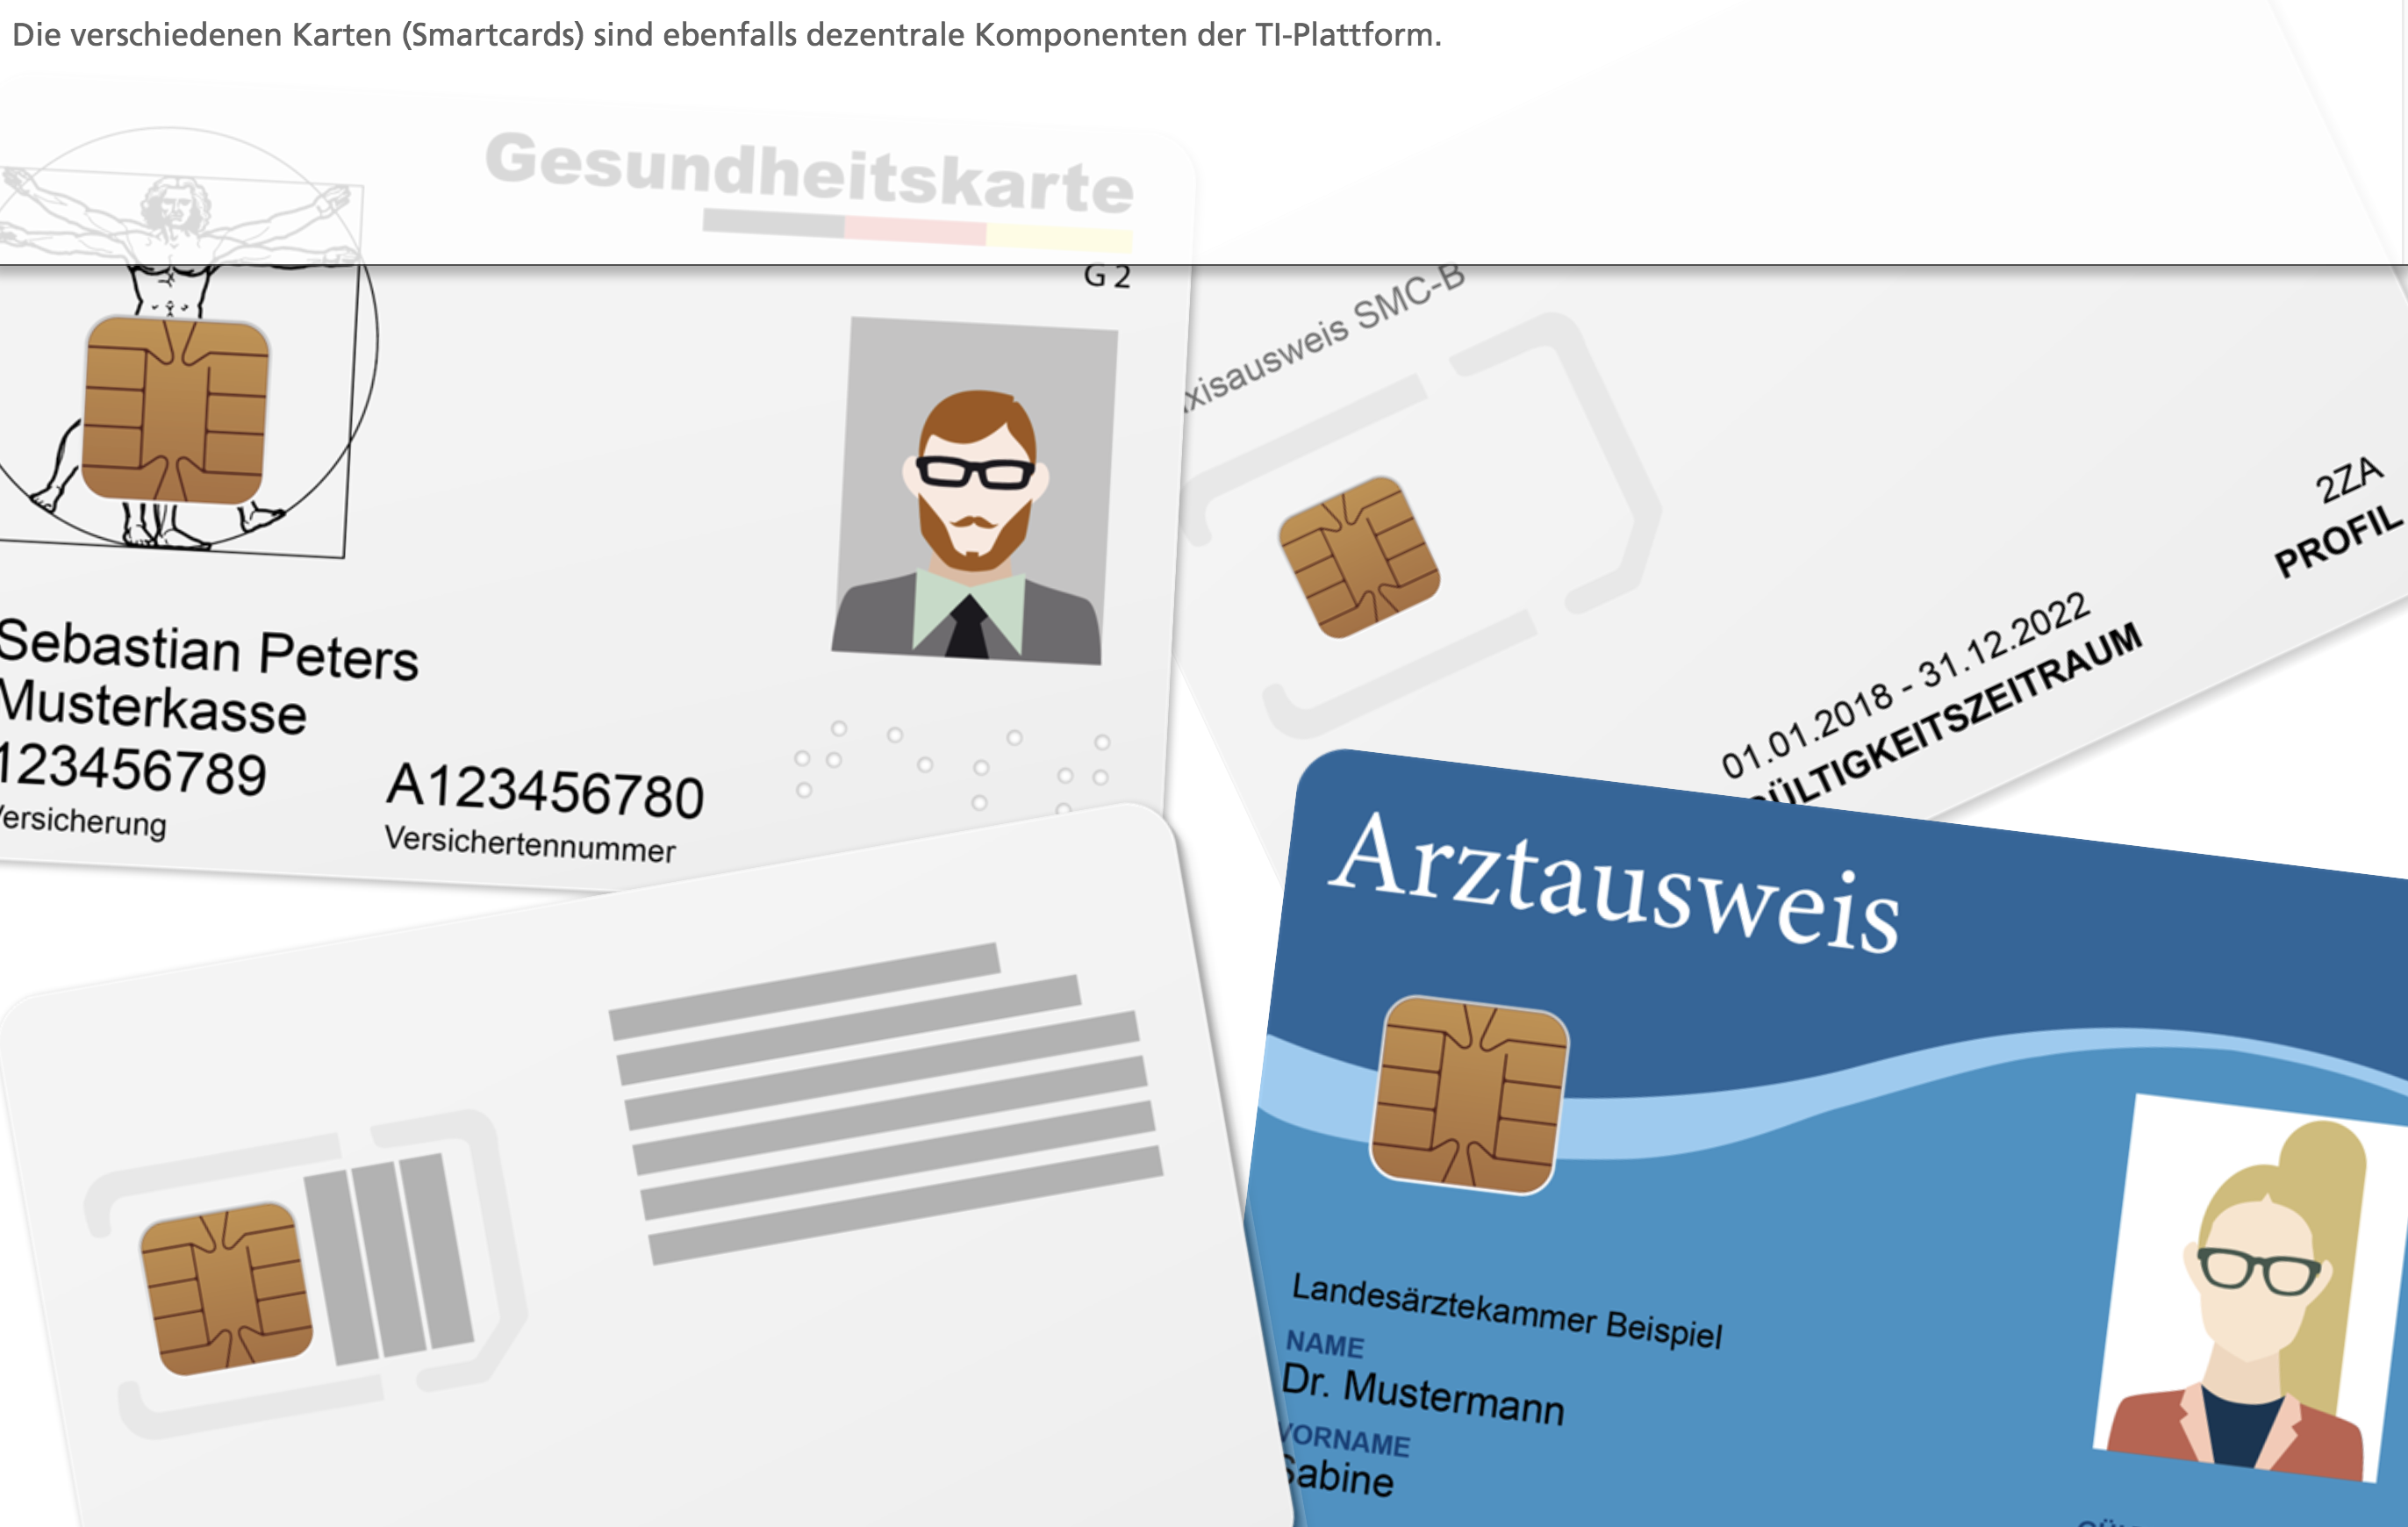 Die verschiedenen Karten (Smartcards) sind ebenfalls dezentrale Komponenten der TI-Plattform.
Gesundheitskarte
G 2
Sebastian Peters
Musterkasse
123456789
A123456780
Versicherung
Versichertennummer
xisausweis SMC-B
2ZA
PROFIL
01.01.2018 - 31.12.2022
GÜLTIGKEITSZEITRAUM
Arztausweis
Landesärztekammer Beispiel
NAME
Dr. Mustermann
VORNAME
Sabine